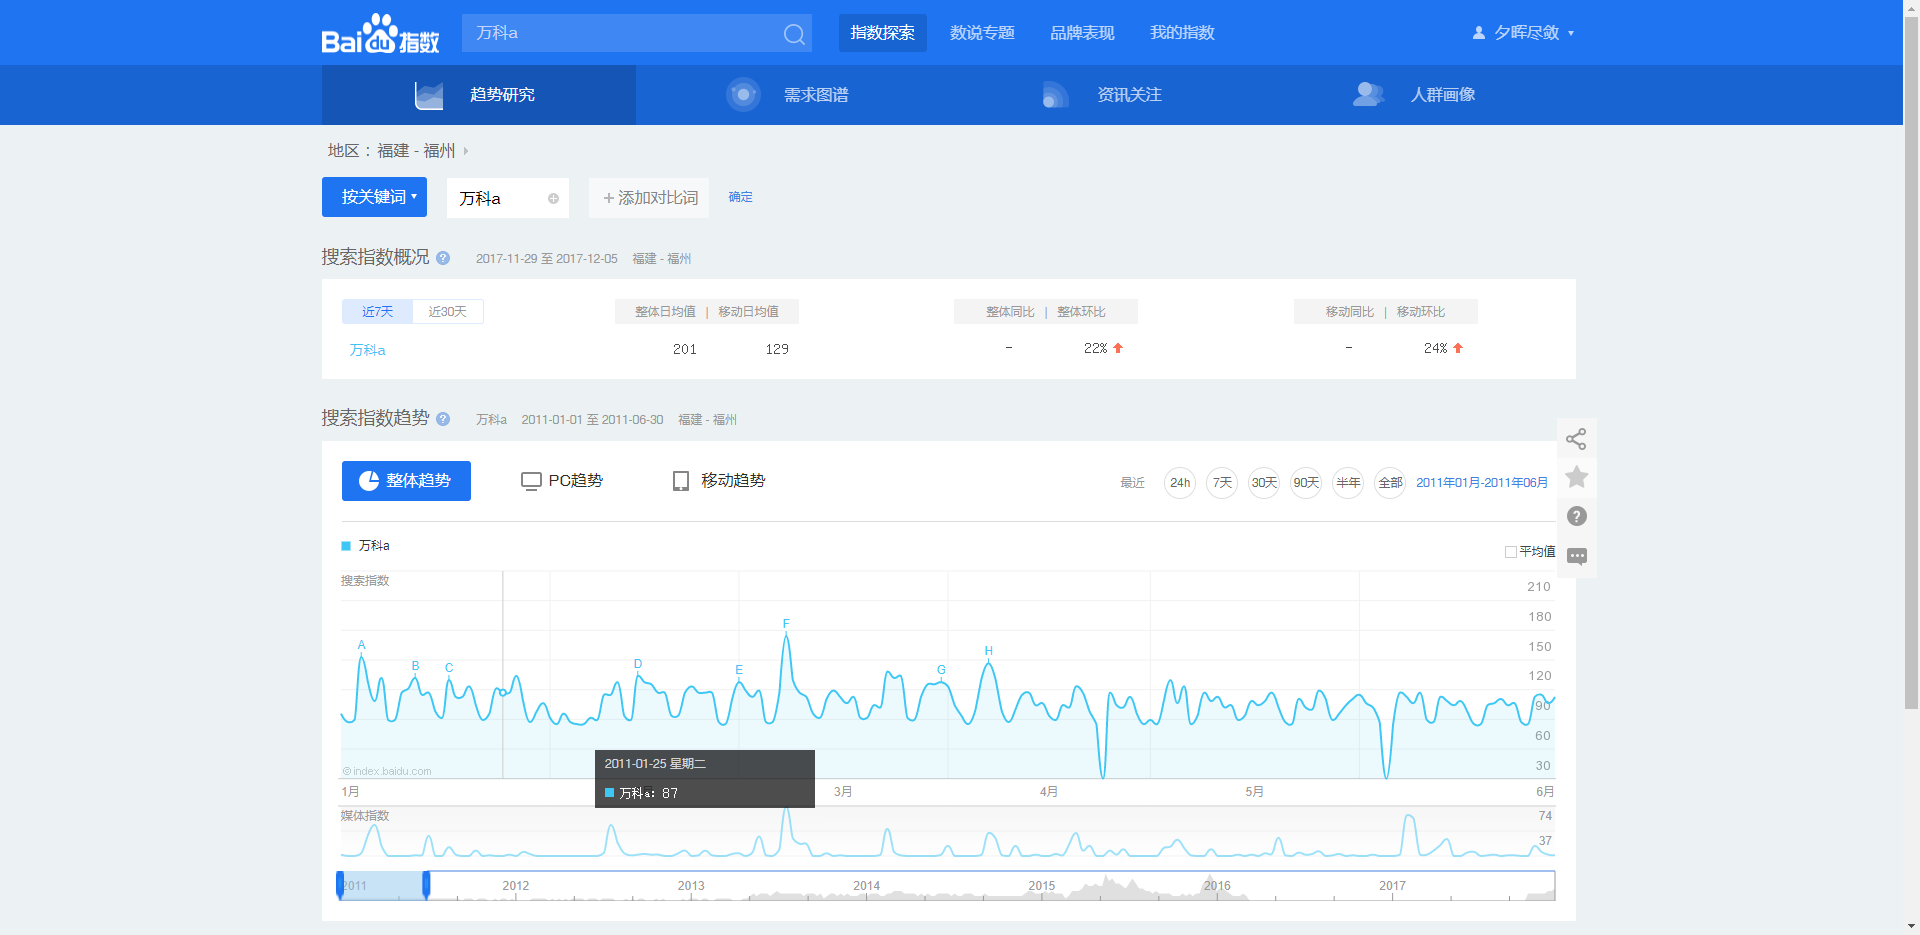 Baidu指数
万科a
指数探索 数说专题 品牌表现 我的指数
夕晖尽敛
趋势研究 需求图谱 资讯关注 人群画像
地区： 福建 - 福州
按关键词 万科a + 添加对比词 确定
搜索指数概况 ? 2017-11-29 至 2017-12-05 福建 - 福州
近7天 近30天 整体日均值 | 移动日均值 整体同比 | 整体环比 移动同比 | 移动环比
万科a 201 129 - 22% - 24%
搜索指数趋势 ? 万科a 2011-01-01 至 2011-06-30 福建 - 福州
整体趋势 PC趋势 移动趋势 最近 24h 7天 30天 90天 半年 全部 2011年01月-2011年06月
万科a
平均值
搜索指数
210
180
150
120
90
60
30
A B C D E F G H
© index.baidu.com
2011-01-25 星期二
万科a：87
1月 3月 4月 5月 6月
媒体指数
74
37
2011 2012 2013 2014 2015 2016 2017